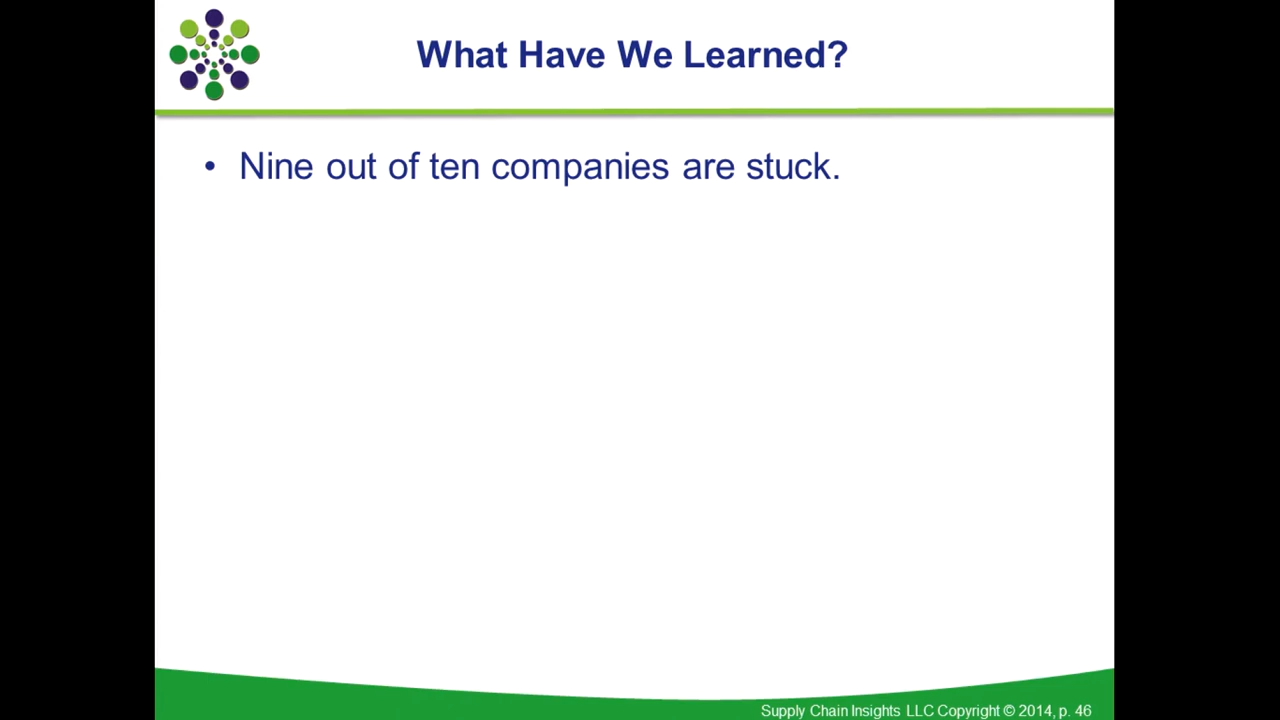 What Have We Learned?
• Nine out of ten companies are stuck.
Supply Chain Insights LLC Copyright © 2014, p. 46